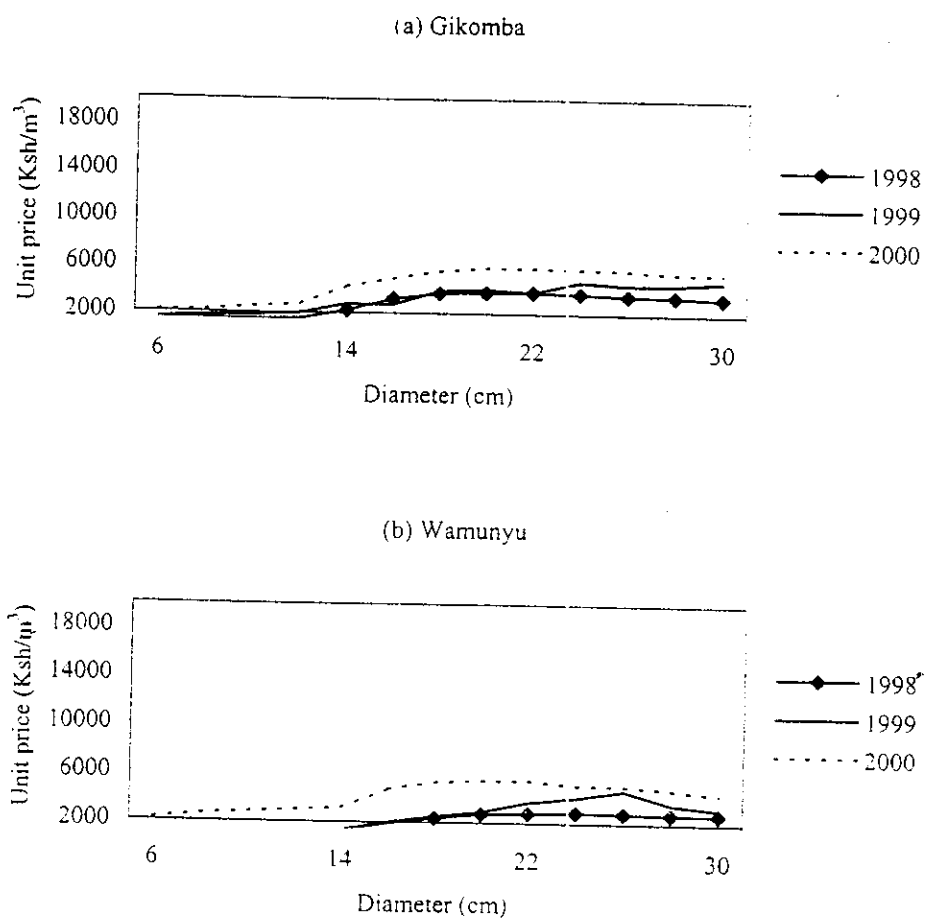 (a) Gikomba
Unit price (Ksh/m³)
18000
14000
10000
6000
2000
6 14 22 30
Diameter (cm)
1998
1999
2000
(b) Wamunyu
Unit price (Ksh/m³)
18000
14000
10000
6000
2000
6 14 22 30
Diameter (cm)
1998
1999
2000